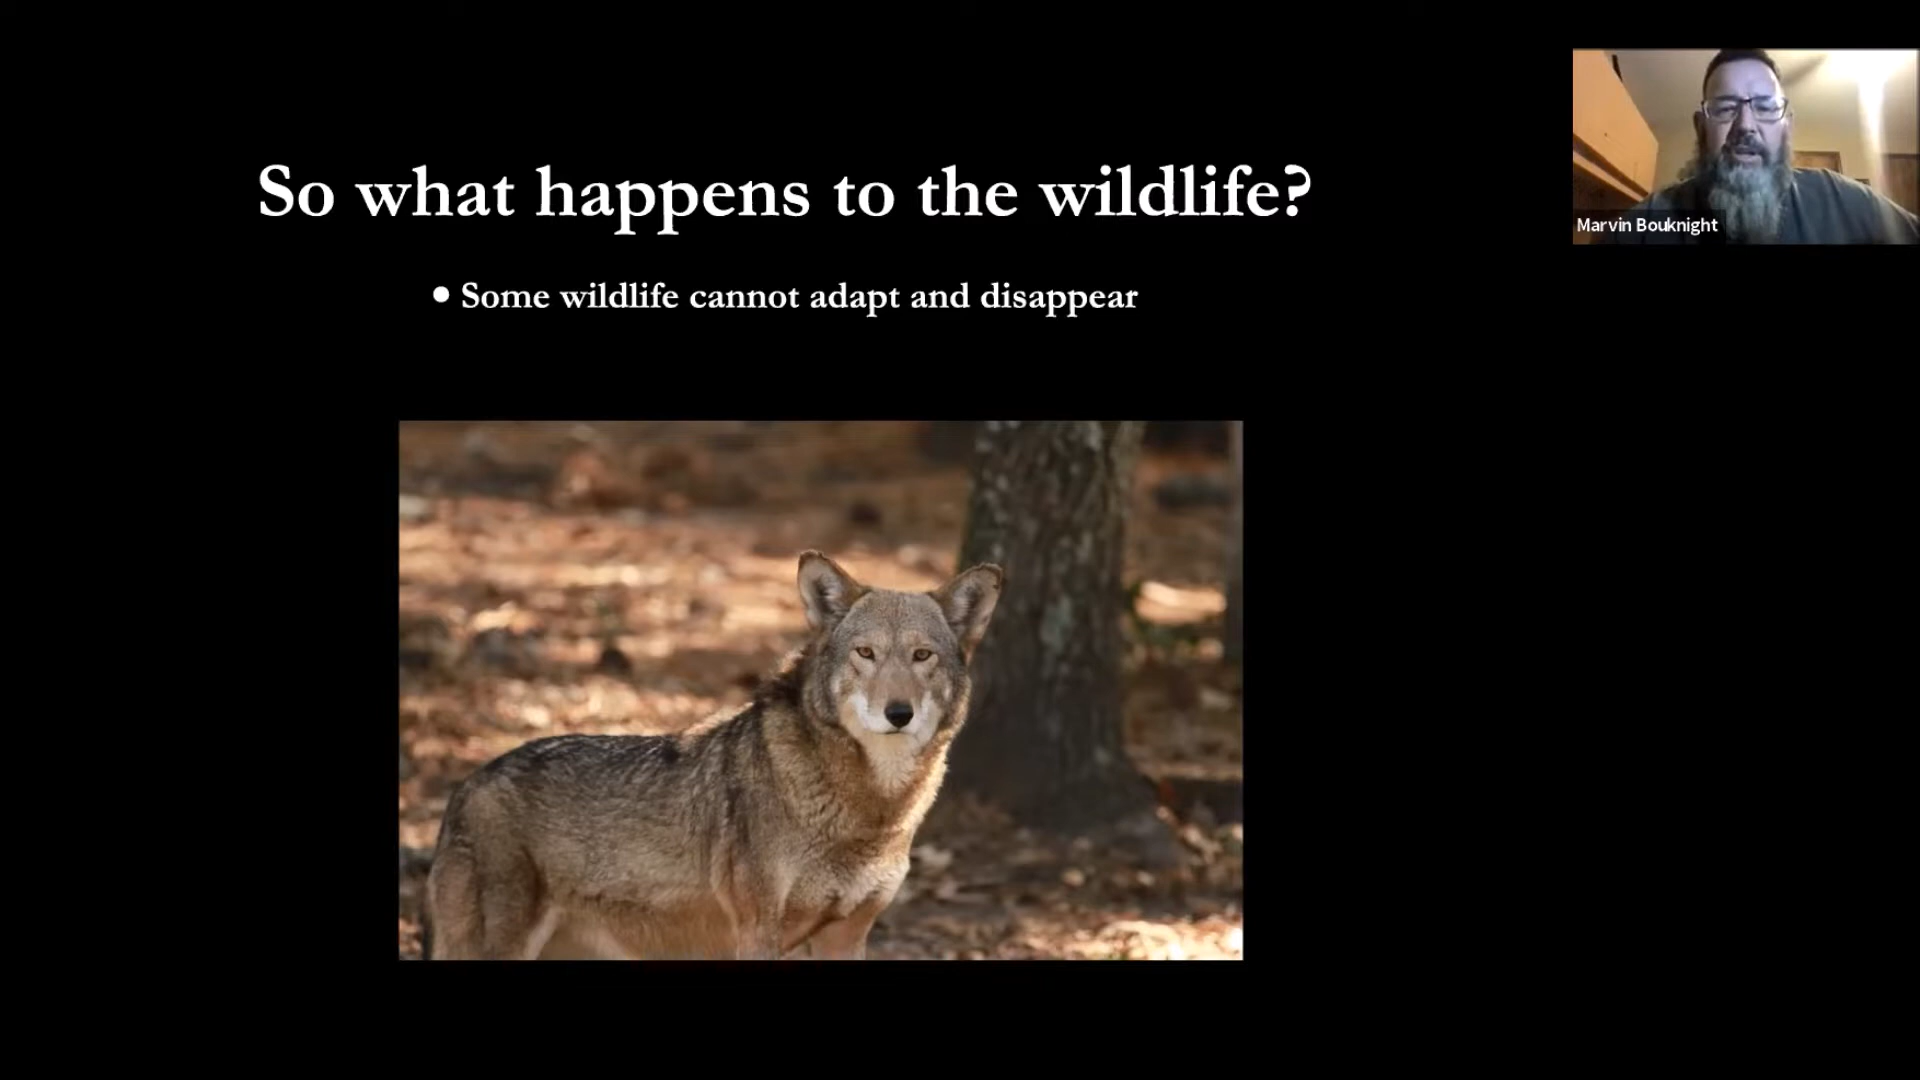 So what happens to the wildlife?
• Some wildlife cannot adapt and disappear
Marvin Bouknight